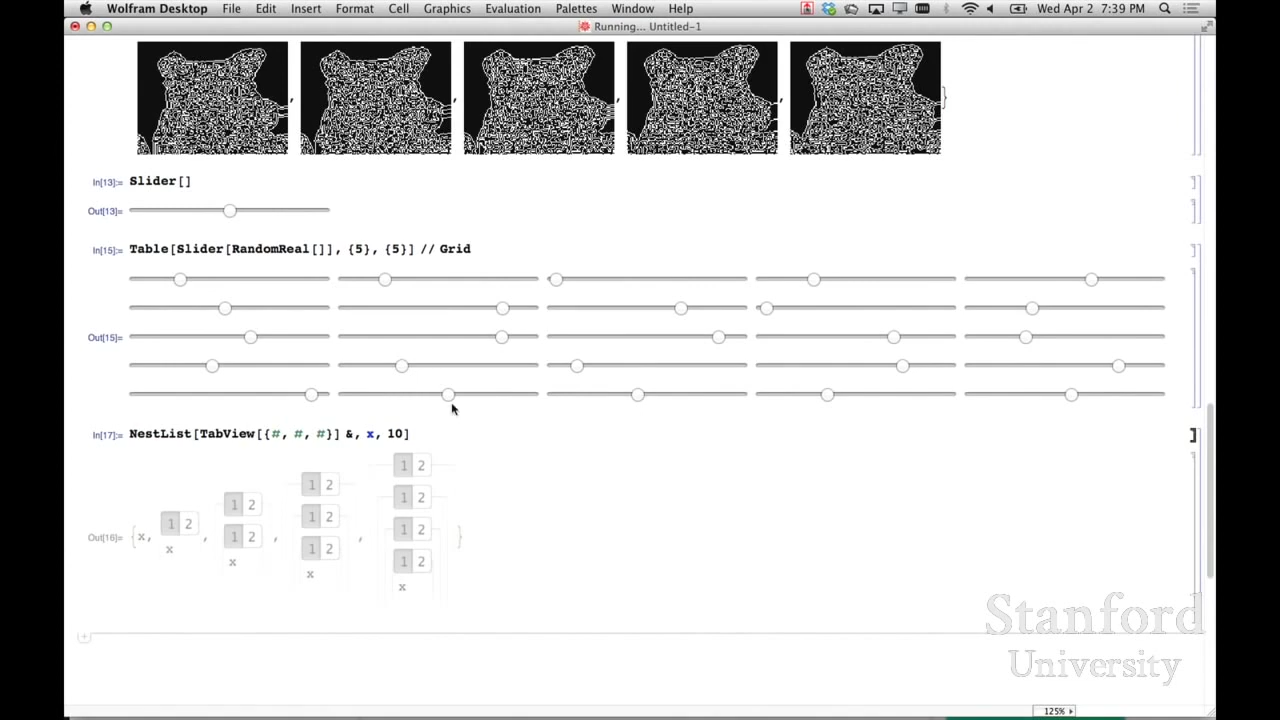 Wolfram Desktop File Edit Insert Format Cell Graphics Evaluation Palettes Window Help Wed Apr 2 7:39 PM
Running... Untitled-1
, , , , }
In[13]:= Slider[]
Out[13]=
In[15]:= Table[Slider[RandomReal[]], {5}, {5}] // Grid
Out[15]=
In[17]:= NestList[TabView[{#, #, #}] &, x, 10]
1 2
1 2
1 2 1 2
1 2 1 2
1 2 1 2
Out[16]= {x, , 1 2 , , , }
x 1 2 1 2
x x x
Stanford
University
125%